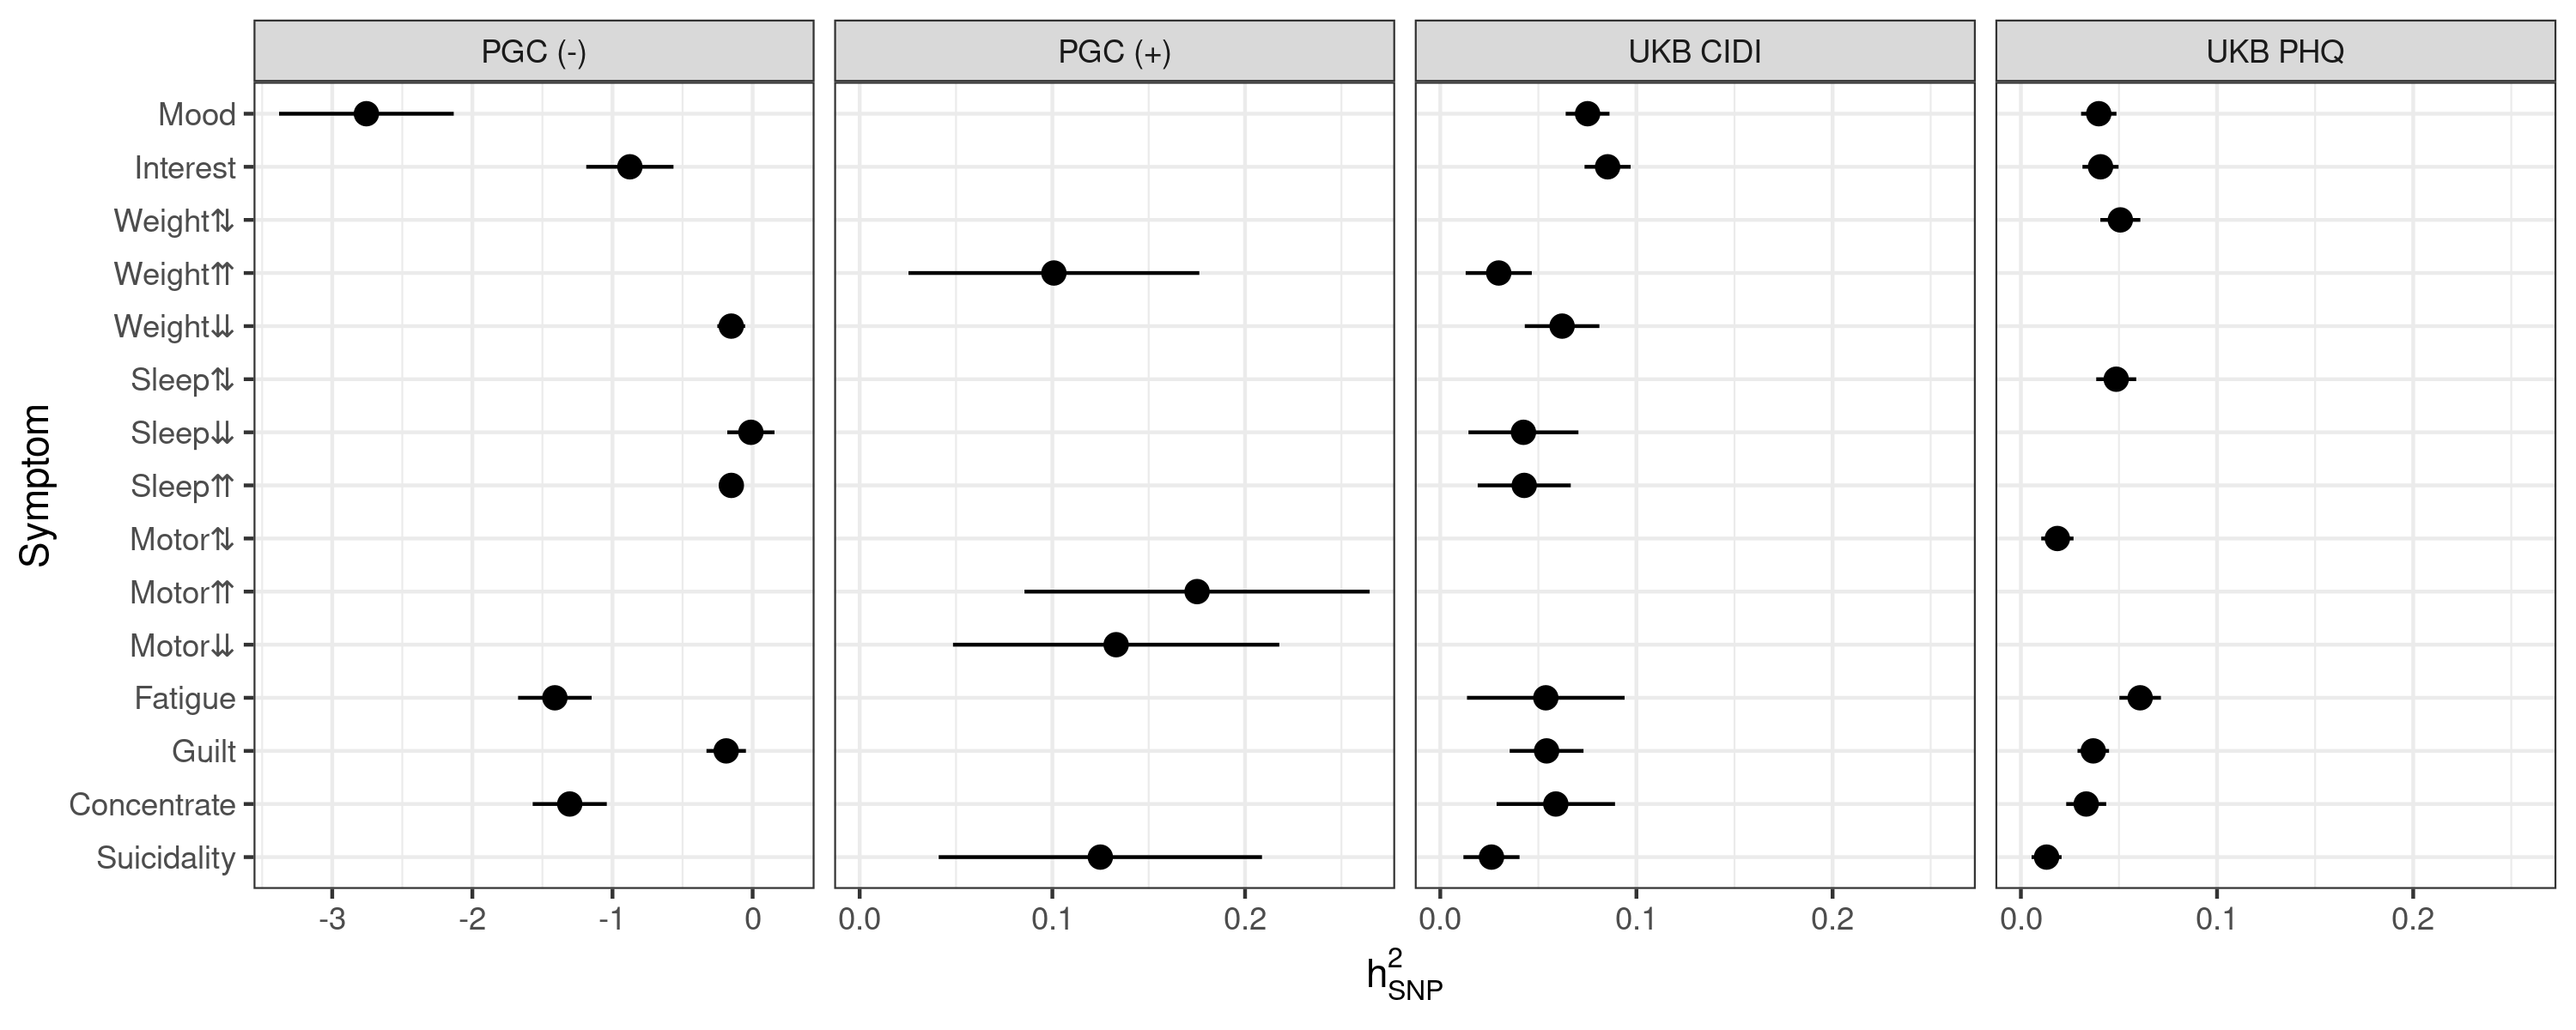 PGC (-) PGC (+) UKB CIDI UKB PHQ
Symptom
Mood
Interest
Weight⇅
Weight⇈
Weight⇊
Sleep⇅
Sleep⇊
Sleep⇈
Motor⇅
Motor⇈
Motor⇊
Fatigue
Guilt
Concentrate
Suicidality
-3 -2 -1 0 0.0 0.1 0.2 0.0 0.1 0.2 0.0 0.1 0.2
h²SNP